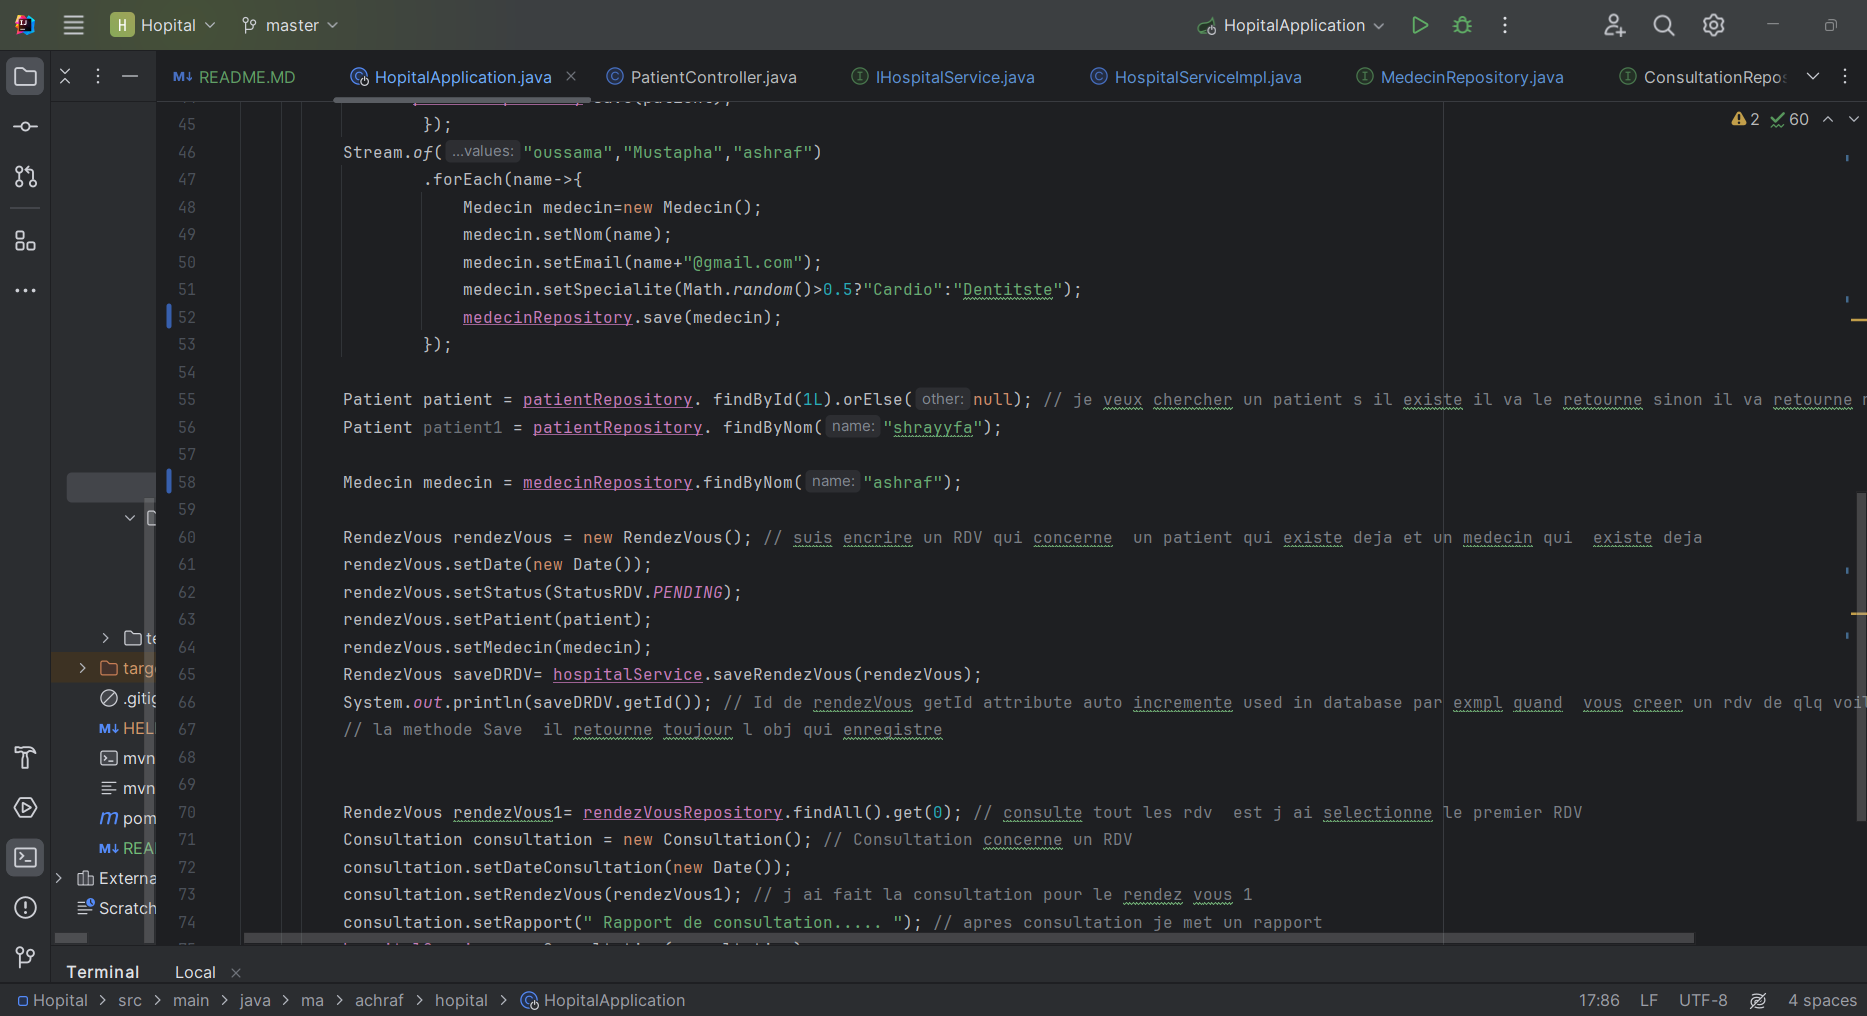 H Hopital master HopitalApplication
README.MD HopitalApplication.java PatientController.java IHospitalService.java HospitalServiceImpl.java MedecinRepository.java ConsultationRepos
2 60
45 });
46 Stream.of( ...values: "oussama","Mustapha","ashraf")
47 .forEach(name->{
48 Medecin medecin=new Medecin();
49 medecin.setNom(name);
50 medecin.setEmail(name+"@gmail.com");
51 medecin.setSpecialite(Math.random()>0.5?"Cardio":"Dentitste");
52 medecinRepository.save(medecin);
53 });
54
55 Patient patient = patientRepository. findById(1L).orElse( other: null); // je veux chercher un patient s il existe il va le retourne sinon il va retourne
56 Patient patient1 = patientRepository. findByNom( name: "shrayyfa");
57
58 Medecin medecin = medecinRepository.findByNom( name: "ashraf");
59
60 RendezVous rendezVous = new RendezVous(); // suis encrire un RDV qui concerne  un patient qui existe deja et un medecin qui  existe deja
61 rendezVous.setDate(new Date());
62 rendezVous.setStatus(StatusRDV.PENDING);
63 rendezVous.setPatient(patient);
64 rendezVous.setMedecin(medecin);
65 RendezVous saveDRDV= hospitalService.saveRendezVous(rendezVous);
66 System.out.println(saveDRDV.getId()); // Id de rendezVous getId attribute auto incremente used in database par exmpl quand  vous creer un rdv de qlq voil
67 // la methode Save  il retourne toujour l obj qui enregistre
68
69
70 RendezVous rendezVous1= rendezVousRepository.findAll().get(0); // consulte tout les rdv  est j ai selectionne le premier RDV
71 Consultation consultation = new Consultation(); // Consultation concerne un RDV
72 consultation.setDateConsultation(new Date());
73 consultation.setRendezVous(rendezVous1); // j ai fait la consultation pour le rendez vous 1
74 consultation.setRapport(" Rapport de consultation..... "); // apres consultation je met un rapport
te
targe
.gitig
HEL
mvn
mvn
pom
REA
Externa
Scratch
Terminal Local
Hopital > src > main > java > ma > achraf > hopital > HopitalApplication 17:86 LF UTF-8 4 spaces